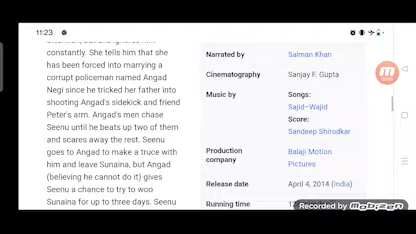 11:23
constantly. She tells him that she
has been forced into marrying a
corrupt policeman named Angad
Negi since he tricked her father into
shooting Angad's sidekick and friend
Peter's arm. Angad's men chase
Seenu until he beats up two of them
and scares away the rest. Seenu
goes to Angad to make a truce with
him and leave Sunaina, but Angad
(believing he cannot do it) gives
Seenu a chance to try to woo
Sunaina for up to three days. Seenu
Narrated by Salman Khan
Cinematography Sanjay F. Gupta
Music by Songs:
Sajid–Wajid
Score:
Sandeep Shirodkar
Production Balaji Motion
company Pictures
Release date April 4, 2014 (India)
Running time
Recorded by Mobizen